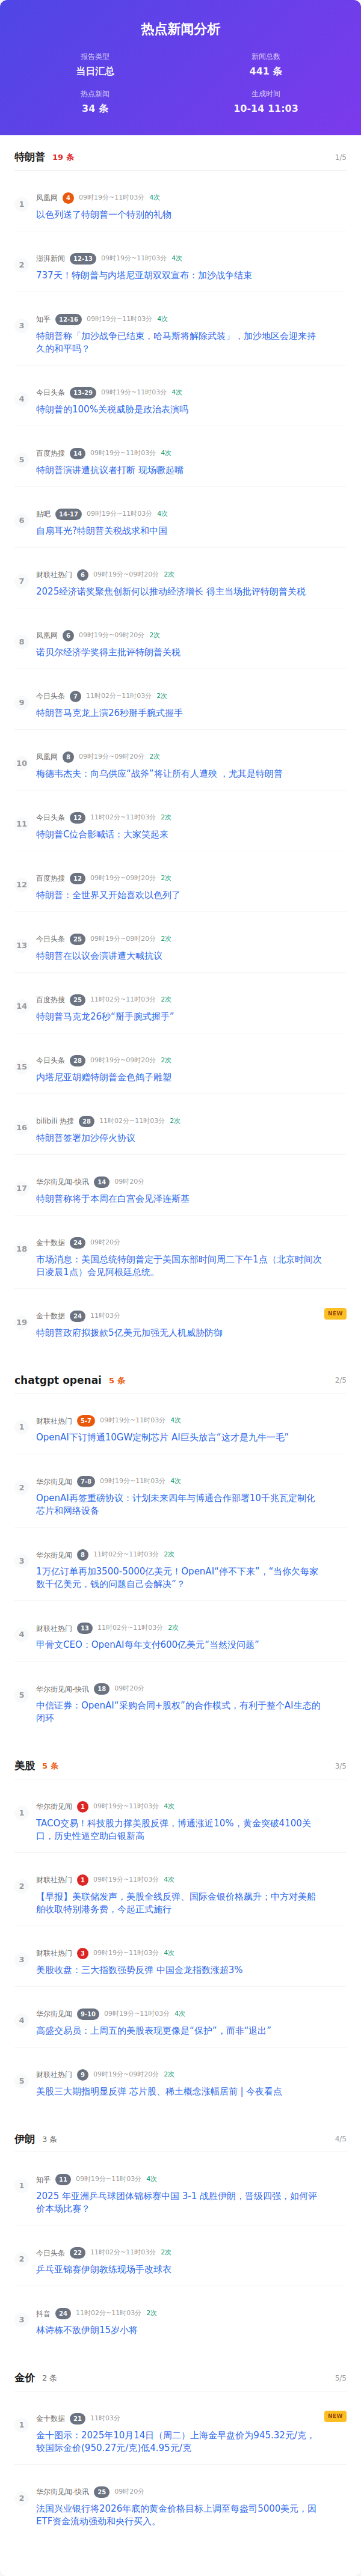 热点新闻分析
报告类型
新闻总数
当日汇总
441 条
热点新闻
生成时间
34 条
10-14 11:03
特朗普 19 条 1/5
1
凤凰网 4 09时19分~11时03分 4次
以色列送了特朗普一个特别的礼物
2
澎湃新闻 12-13 09时19分~11时03分 4次
737天！特朗普与内塔尼亚胡双双宣布：加沙战争结束
3
知乎 12-16 09时19分~11时03分 4次
特朗普称「加沙战争已结束，哈马斯将解除武装」，加沙地区会迎来持
久的和平吗？
4
今日头条 13-29 09时19分~11时03分 4次
特朗普的100%关税威胁是政治表演吗
5
百度热搜 14 09时19分~11时03分 4次
特朗普演讲遭抗议者打断 现场噘起嘴
6
贴吧 14-17 09时19分~11时03分 4次
自扇耳光?特朗普关税战求和中国
7
财联社热门 6 09时19分~09时20分 2次
2025经济诺奖聚焦创新何以推动经济增长 得主当场批评特朗普关税
8
凤凰网 6 09时19分~09时20分 2次
诺贝尔经济学奖得主批评特朗普关税
9
今日头条 7 11时02分~11时03分 2次
特朗普马克龙上演26秒掰手腕式握手
10
凤凰网 8 09时19分~09时20分 2次
梅德韦杰夫：向乌供应“战斧”将让所有人遭殃 ，尤其是特朗普
11
今日头条 12 11时02分~11时03分 2次
特朗普C位合影喊话：大家笑起来
12
百度热搜 12 09时19分~09时20分 2次
特朗普：全世界又开始喜欢以色列了
13
今日头条 25 09时19分~09时20分 2次
特朗普在以议会演讲遭大喊抗议
14
百度热搜 25 11时02分~11时03分 2次
特朗普马克龙26秒“掰手腕式握手”
15
今日头条 28 09时19分~09时20分 2次
内塔尼亚胡赠特朗普金色鸽子雕塑
16
bilibili 热搜 28 11时02分~11时03分 2次
特朗普签署加沙停火协议
17
华尔街见闻-快讯 14 09时20分
特朗普称将于本周在白宫会见泽连斯基
18
金十数据 24 09时20分
市场消息：美国总统特朗普定于美国东部时间周二下午1点（北京时间次
日凌晨1点）会见阿根廷总统。
19
金十数据 24 11时03分 NEW
特朗普政府拟拨款5亿美元加强无人机威胁防御
chatgpt openai 5 条 2/5
1
财联社热门 5-7 09时19分~11时03分 4次
OpenAI下订博通10GW定制芯片 AI巨头放言“这才是九牛一毛”
2
华尔街见闻 7-8 09时19分~11时03分 4次
OpenAI再签重磅协议：计划未来四年与博通合作部署10千兆瓦定制化
芯片和网络设备
3
华尔街见闻 8 11时02分~11时03分 2次
1万亿订单再加3500-5000亿美元！OpenAI“停不下来”，“当你欠每家
数千亿美元，钱的问题自己会解决”？
4
财联社热门 13 11时02分~11时03分 2次
甲骨文CEO：OpenAI每年支付600亿美元“当然没问题”
5
华尔街见闻-快讯 18 09时20分
中信证券：OpenAI“采购合同+股权”的合作模式，有利于整个AI生态的
闭环
美股 5 条 3/5
1
华尔街见闻 1 09时19分~11时03分 4次
TACO交易！科技股力撑美股反弹，博通涨近10%，黄金突破4100关
口，历史性逼空助白银新高
2
财联社热门 1 09时19分~11时03分 4次
【早报】美联储发声，美股全线反弹、国际金银价格飙升；中方对美船
舶收取特别港务费，今起正式施行
3
财联社热门 3 09时19分~11时03分 4次
美股收盘：三大指数强势反弹 中国金龙指数涨超3%
4
华尔街见闻 9-10 09时19分~11时03分 4次
高盛交易员：上周五的美股表现更像是“保护”，而非“退出”
5
财联社热门 9 09时19分~09时20分 2次
美股三大期指明显反弹 芯片股、稀土概念涨幅居前 | 今夜看点
伊朗 3 条 4/5
1
知乎 11 09时19分~11时03分 4次
2025 年亚洲乒乓球团体锦标赛中国 3-1 战胜伊朗，晋级四强，如何评
价本场比赛？
2
今日头条 22 11时02分~11时03分 2次
乒乓亚锦赛伊朗教练现场手改球衣
3
抖音 24 11时02分~11时03分 2次
林诗栋不敌伊朗15岁小将
金价 2 条 5/5
1
金十数据 21 11时03分 NEW
金十图示：2025年10月14日（周二）上海金早盘价为945.32元/克，
较国际金价(950.27元/克)低4.95元/克
2
华尔街见闻-快讯 25 09时20分
法国兴业银行将2026年底的黄金价格目标上调至每盎司5000美元，因
ETF资金流动强劲和央行买入。